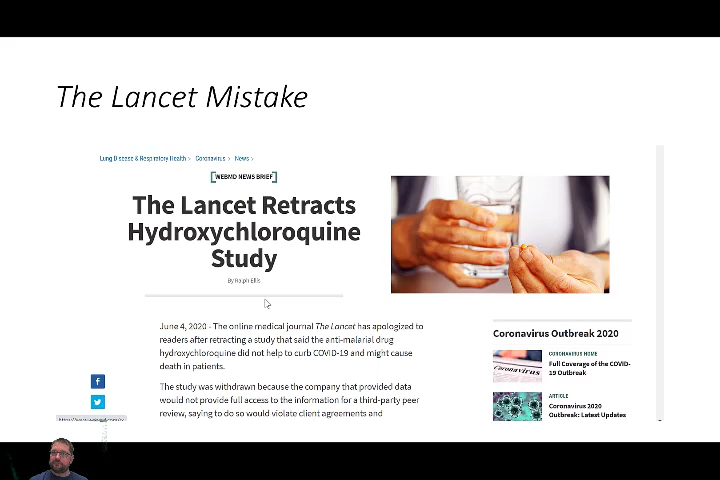 The Lancet Mistake
Lung Disease & Respiratory Health > Coronavirus > News >
WEBMD NEWS BRIEF
The Lancet Retracts
Hydroxychloroquine
Study
By Ralph Ellis
June 4, 2020 - The online medical journal The Lancet has apologized to
readers after retracting a study that said the anti-malarial drug
hydroxychloroquine did not help to curb COVID-19 and might cause
death in patients.
The study was withdrawn because the company that provided data
would not provide full access to the information for a third-party peer
review, saying to do so would violate client agreements and
Coronavirus Outbreak 2020
Coronavirus
CORONAVIRUS HOME
Full Coverage of the COVID-
19 Outbreak
ARTICLE
Coronavirus 2020
Outbreak: Latest Updates